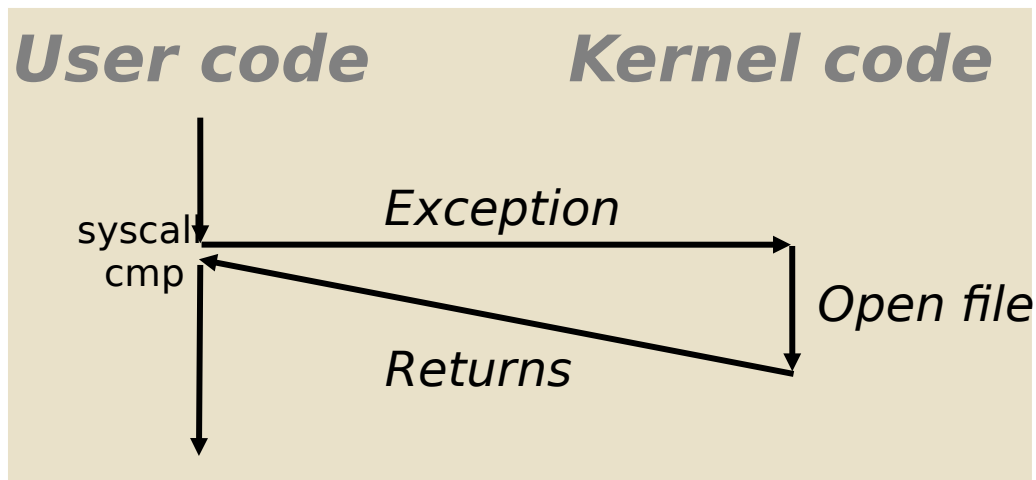 User code
Kernel code
Exception
syscall
cmp
Open file
Returns